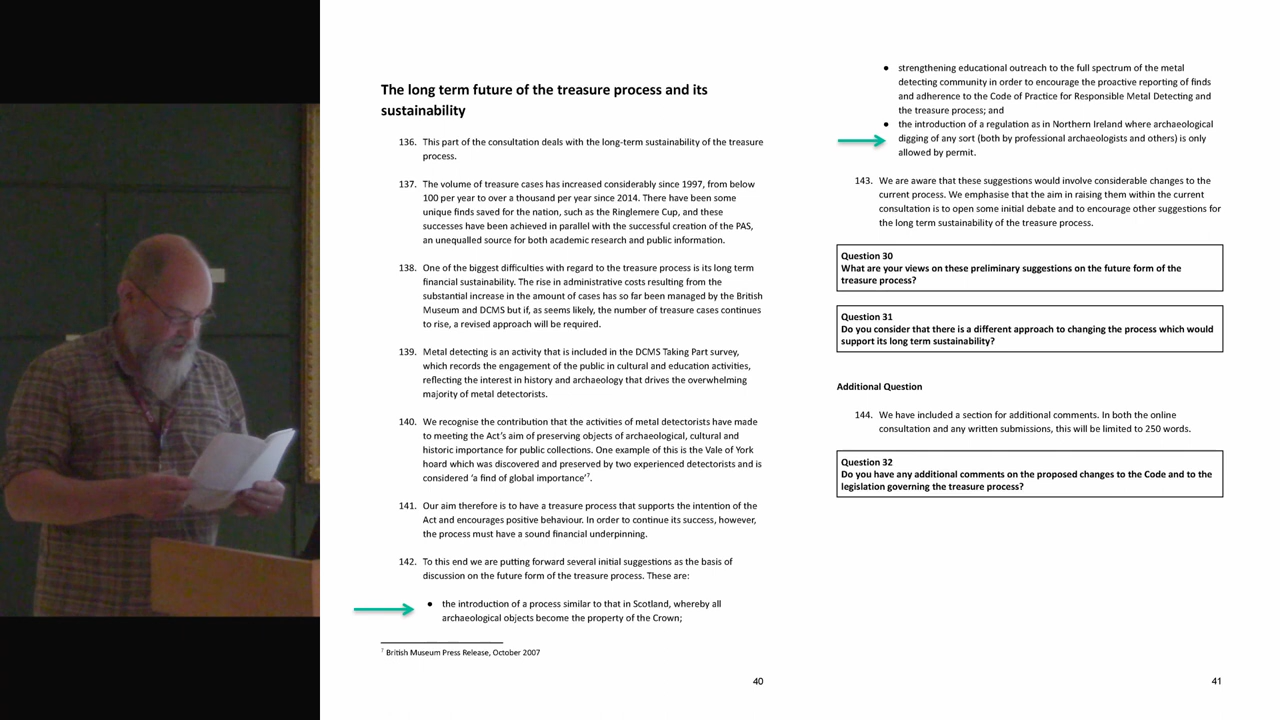 The long term future of the treasure process and its
sustainability
136. This part of the consultation deals with the long-term sustainability of the treasure
process.
137. The volume of treasure cases has increased considerably since 1997, from below
100 per year to over a thousand per year since 2014. There have been some
unique finds saved for the nation, such as the Ringlemere Cup, and these
successes have been achieved in parallel with the successful creation of the PAS,
an unequalled source for both academic research and public information.
138. One of the biggest difficulties with regard to the treasure process is its long term
financial sustainability. The rise in administrative costs resulting from the
substantial increase in the amount of cases has so far been managed by the British
Museum and DCMS but if, as seems likely, the number of treasure cases continues
to rise, a revised approach will be required.
139. Metal detecting is an activity that is included in the DCMS Taking Part survey,
which records the engagement of the public in cultural and education activities,
reflecting the interest in history and archaeology that drives the overwhelming
majority of metal detectorists.
140. We recognise the contribution that the activities of metal detectorists have made
to meeting the Act's aim of preserving objects of archaeological, cultural and
historic importance for public collections. One example of this is the Vale of York
hoard which was discovered and preserved by two experienced detectorists and is
considered 'a find of global importance'⁷.
141. Our aim therefore is to have a treasure process that supports the intention of the
Act and encourages positive behaviour. In order to continue its success, however,
the process must have a sound financial underpinning.
142. To this end we are putting forward several initial suggestions as the basis of
discussion on the future form of the treasure process. These are:
● the introduction of a process similar to that in Scotland, whereby all
archaeological objects become the property of the Crown;
⁷ British Museum Press Release, October 2007
40
● strengthening educational outreach to the full spectrum of the metal
detecting community in order to encourage the proactive reporting of finds
and adherence to the Code of Practice for Responsible Metal Detecting and
the treasure process; and
● the introduction of a regulation as in Northern Ireland where archaeological
digging of any sort (both by professional archaeologists and others) is only
allowed by permit.
143. We are aware that these suggestions would involve considerable changes to the
current process. We emphasise that the aim in raising them within the current
consultation is to open some initial debate and to encourage other suggestions for
the long term sustainability of the treasure process.
Question 30
What are your views on these preliminary suggestions on the future form of the
treasure process?
Question 31
Do you consider that there is a different approach to changing the process which would
support its long term sustainability?
Additional Question
144. We have included a section for additional comments. In both the online
consultation and any written submissions, this will be limited to 250 words.
Question 32
Do you have any additional comments on the proposed changes to the Code and to the
legislation governing the treasure process?
41